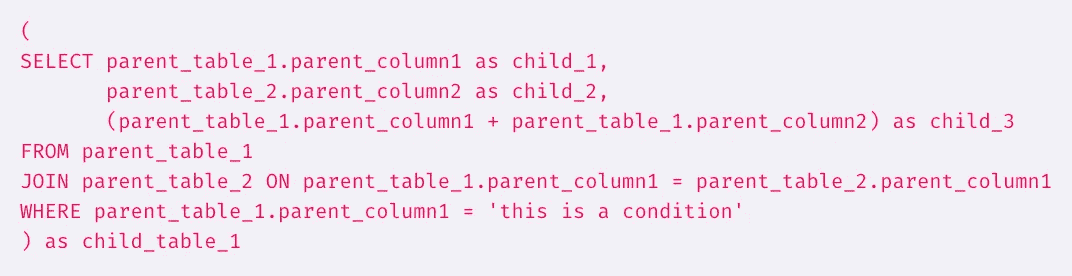 (
SELECT parent_table_1.parent_column1 as child_1,
parent_table_2.parent_column2 as child_2,
(parent_table_1.parent_column1 + parent_table_1.parent_column2) as child_3
FROM parent_table_1
JOIN parent_table_2 ON parent_table_1.parent_column1 = parent_table_2.parent_column1
WHERE parent_table_1.parent_column1 = 'this is a condition'
) as child_table_1